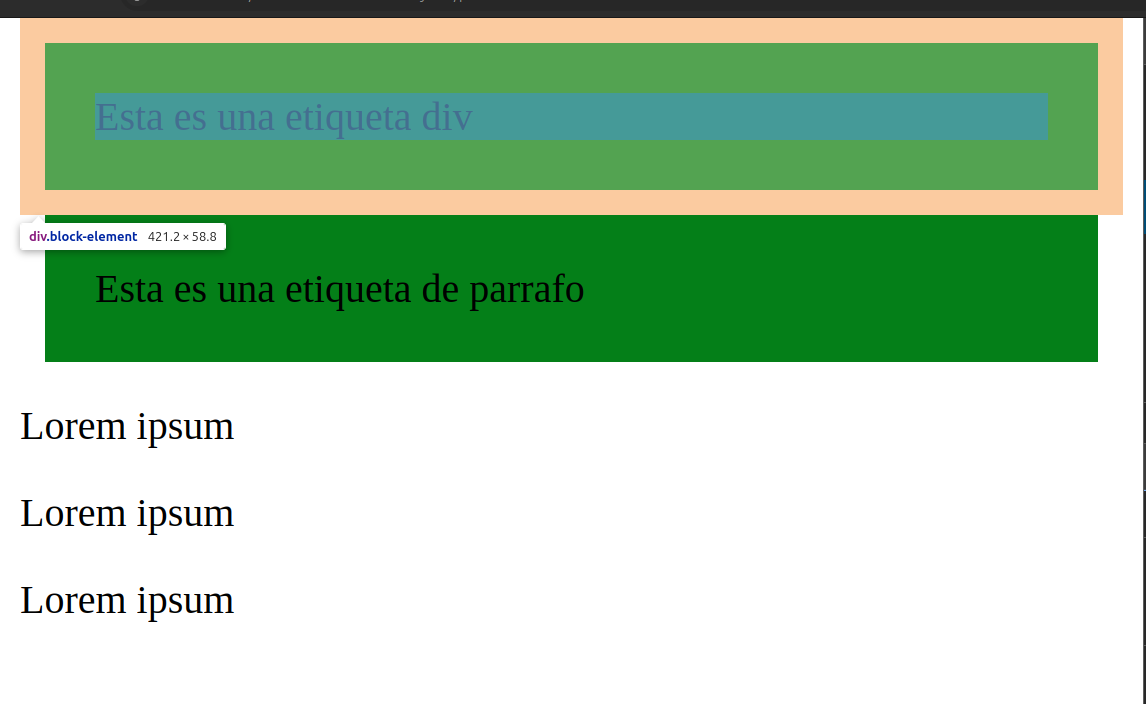 Esta es una etiqueta div
div.block-element 421.2 × 58.8
Esta es una etiqueta de parrafo
Lorem ipsum
Lorem ipsum
Lorem ipsum